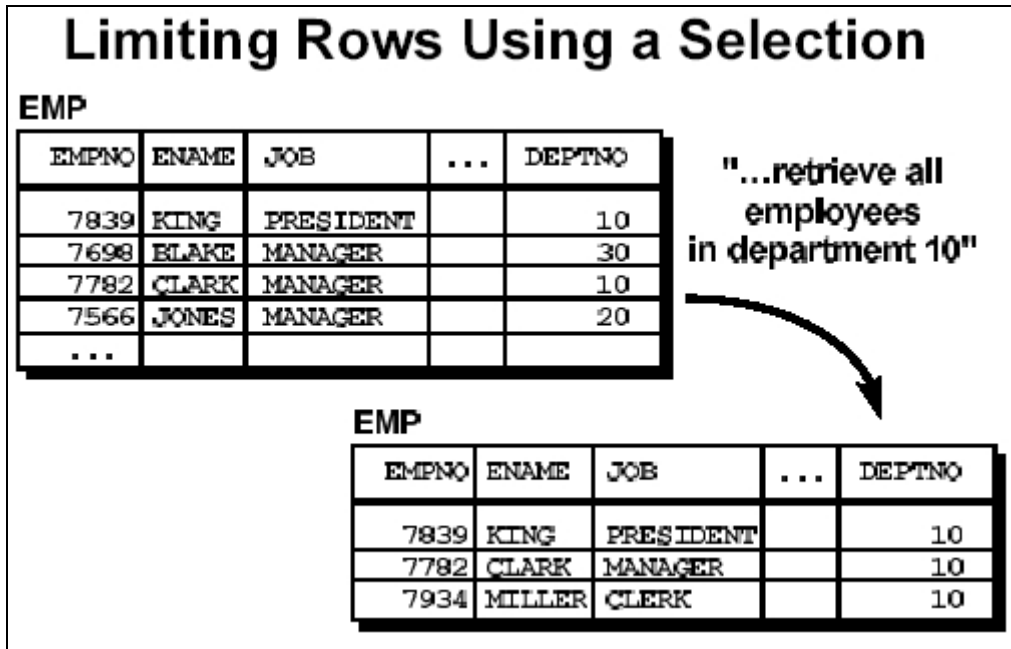 Limiting Rows Using a Selection
EMP
EMPNO ENAME JOB ... DEPTNO
7839 KING PRESIDENT 10
7698 BLAKE MANAGER 30
7782 CLARK MANAGER 10
7566 JONES MANAGER 20
...
"...retrieve all
employees
in department 10"
EMP
EMPNO ENAME JOB ... DEPTNO
7839 KING PRESIDENT 10
7782 CLARK MANAGER 10
7934 MILLER CLERK 10